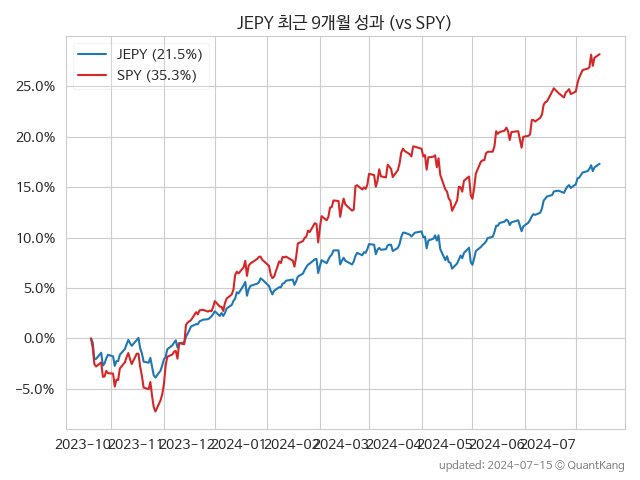 JEPY 최근 9개월 성과 (vs SPY)
JEPY (21.5%)
SPY (35.3%)
25.0%
20.0%
15.0%
10.0%
5.0%
0.0%
−5.0%
2023-10 2023-11 2023-12 2024-01 2024-02 2024-03 2024-04 2024-05 2024-06 2024-07
updated: 2024-07-15 © QuantKang